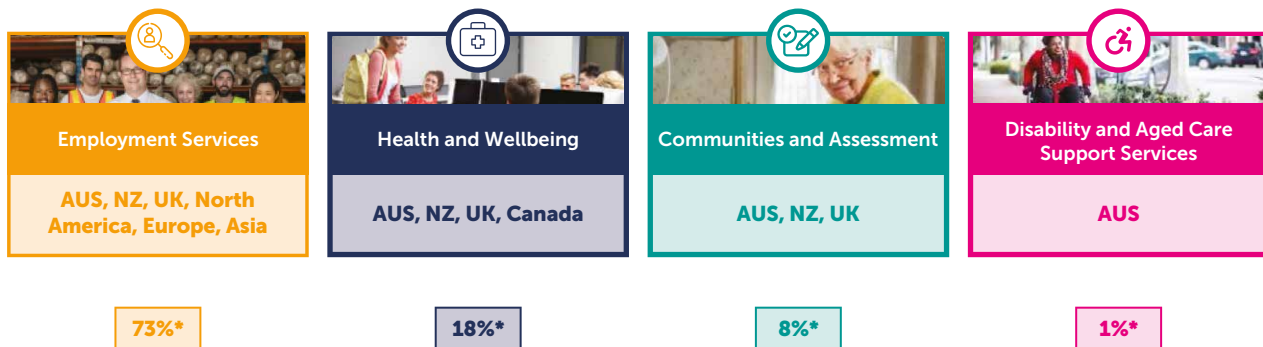 Employment Services
AUS, NZ, UK, North
America, Europe, Asia
73%*
Health and Wellbeing
AUS, NZ, UK, Canada
18%*
Communities and Assessment
AUS, NZ, UK
8%*
Disability and Aged Care
Support Services
AUS
1%*